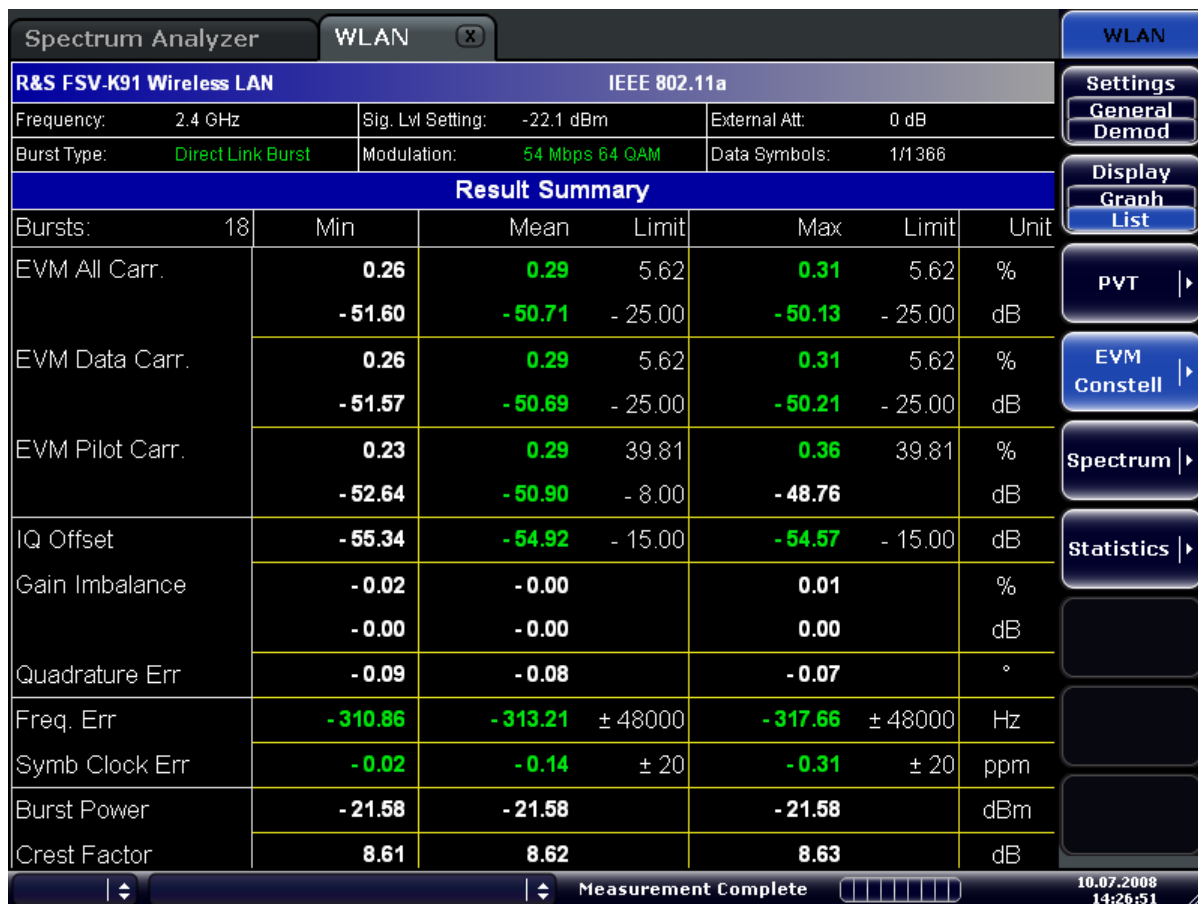 Spectrum Analyzer WLAN X WLAN
R&S FSV-K91 Wireless LAN IEEE 802.11a
Frequency: 2.4 GHz Sig. Lvl Setting: -22.1 dBm External Att: 0 dB
Burst Type: Direct Link Burst Modulation: 54 Mbps 64 QAM Data Symbols: 1/1366
Result Summary
Bursts: 18 Min Mean Limit Max Limit Unit
EVM All Carr. 0.26 0.29 5.62 0.31 5.62 %
- 51.60 - 50.71 - 25.00 - 50.13 - 25.00 dB
EVM Data Carr. 0.26 0.29 5.62 0.31 5.62 %
- 51.57 - 50.69 - 25.00 - 50.21 - 25.00 dB
EVM Pilot Carr. 0.23 0.29 39.81 0.36 39.81 %
- 52.64 - 50.90 - 8.00 - 48.76 dB
IQ Offset - 55.34 - 54.92 - 15.00 - 54.57 - 15.00 dB
Gain Imbalance - 0.02 - 0.00 0.01 %
- 0.00 - 0.00 0.00 dB
Quadrature Err - 0.09 - 0.08 - 0.07 °
Freq. Err - 310.86 - 313.21 ± 48000 - 317.66 ± 48000 Hz
Symb Clock Err - 0.02 - 0.14 ± 20 - 0.31 ± 20 ppm
Burst Power - 21.58 - 21.58 - 21.58 dBm
Crest Factor 8.61 8.62 8.63 dB
Settings
General
Demod
Display
Graph
List
PVT
EVM
Constell
Spectrum
Statistics
Measurement Complete
10.07.2008
14:26:51